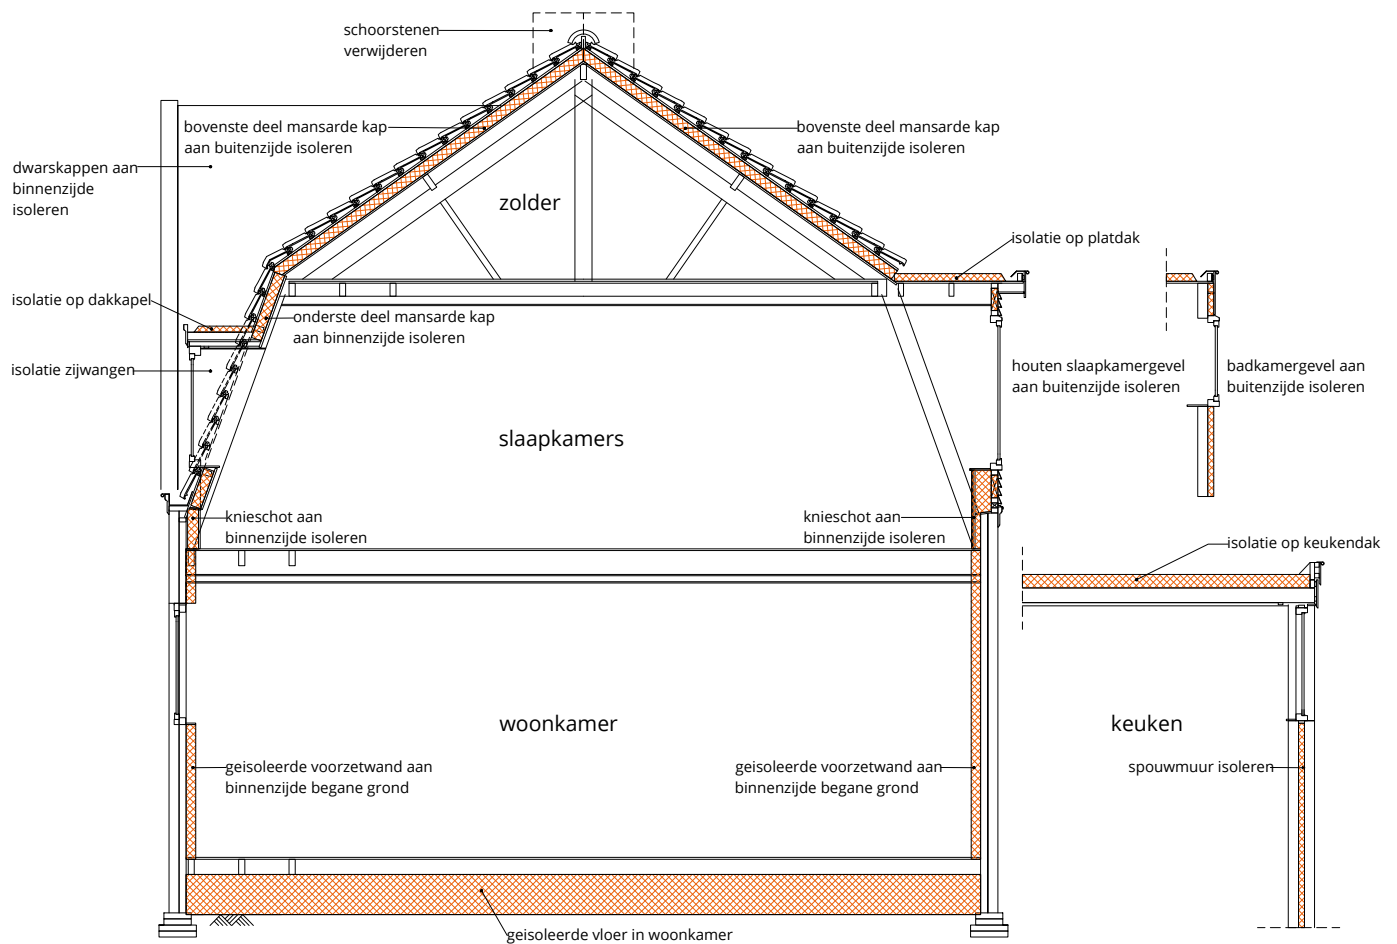 schoorstenen
verwijderen
bovenste deel mansarde kap
aan buitenzijde isoleren
bovenste deel mansarde kap
aan buitenzijde isoleren
dwarskappen aan
binnenzijde
isoleren
zolder
isolatie op platdak
isolatie op dakkapel
onderste deel mansarde kap
aan binnenzijde isoleren
isolatie zijwangen
houten slaapkamergevel
aan buitenzijde isoleren
badkamergevel aan
buitenzijde isoleren
slaapkamers
knieschot aan
binnenzijde isoleren
knieschot aan
binnenzijde isoleren
isolatie op keukendak
woonkamer
keuken
geisoleerde voorzetwand aan
binnenzijde begane grond
geisoleerde voorzetwand aan
binnenzijde begane grond
spouwmuur isoleren
geisoleerde vloer in woonkamer